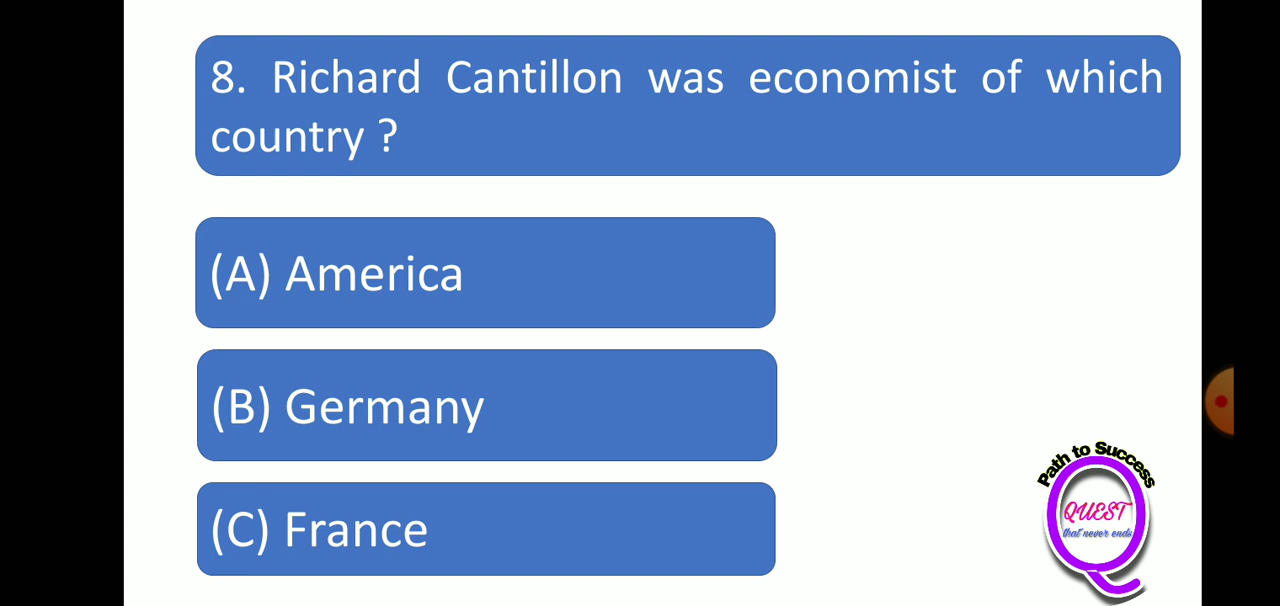 8. Richard Cantillon was economist of which
country ?
(A) America
(B) Germany
(C) France
Path to Success
QUEST
that never ends